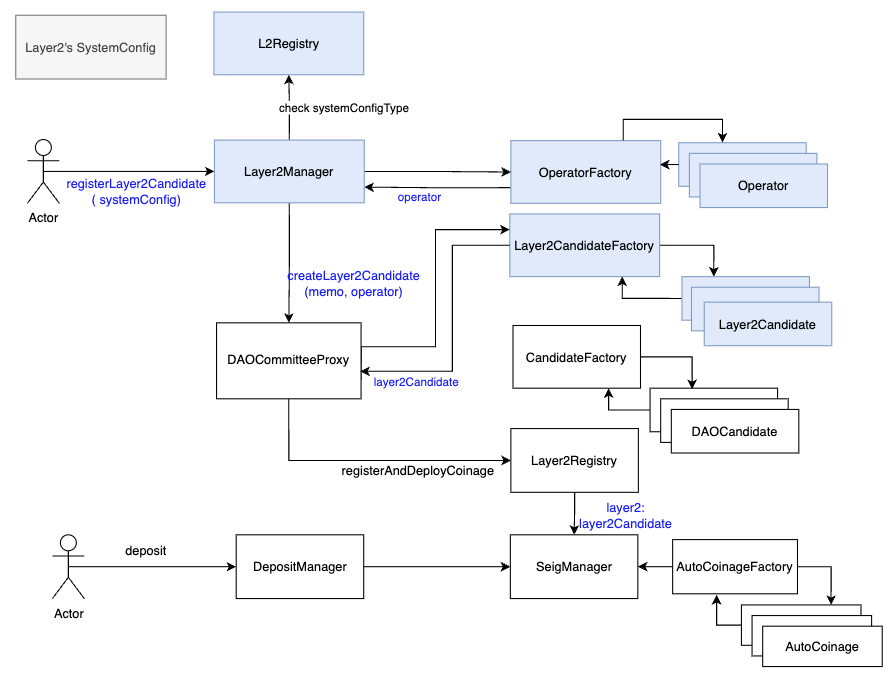 Layer2's SystemConfig
L2Registry
check systemConfigType
Layer2Manager
OperatorFactory
Operator
registerLayer2Candidate
( systemConfig)
Actor
operator
Layer2CandidateFactory
createLayer2Candidate
(memo, operator)
Layer2Candidate
DAOCommitteeProxy
CandidateFactory
layer2Candidate
DAOCandidate
Layer2Registry
registerAndDeployCoinage
layer2:
layer2Candidate
deposit
DepositManager
SeigManager
AutoCoinageFactory
Actor
AutoCoinage